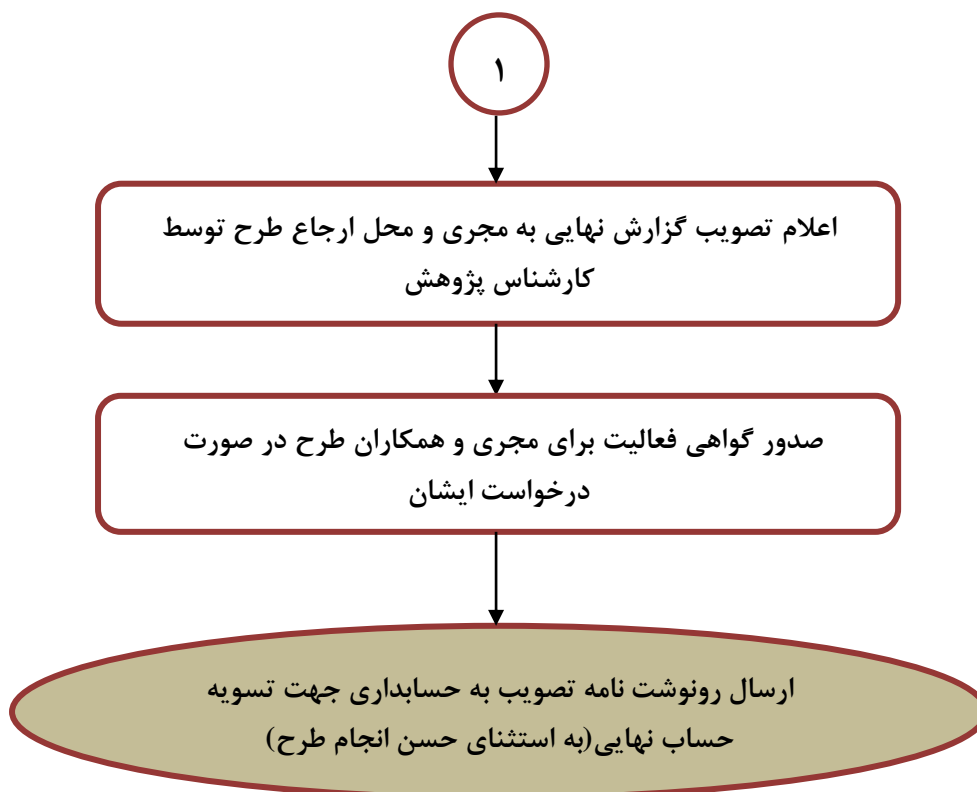 ۱
اعلام تصویب گزارش نهایی به مجری و محل ارجاع طرح توسط
کارشناس پژوهش
صدور گواهی فعالیت برای مجری و همکاران طرح در صورت
درخواست ایشان
ارسال رونوشت نامه تصویب به حسابداری جهت تسویه
حساب نهایی(به استثنای حسن انجام طرح)